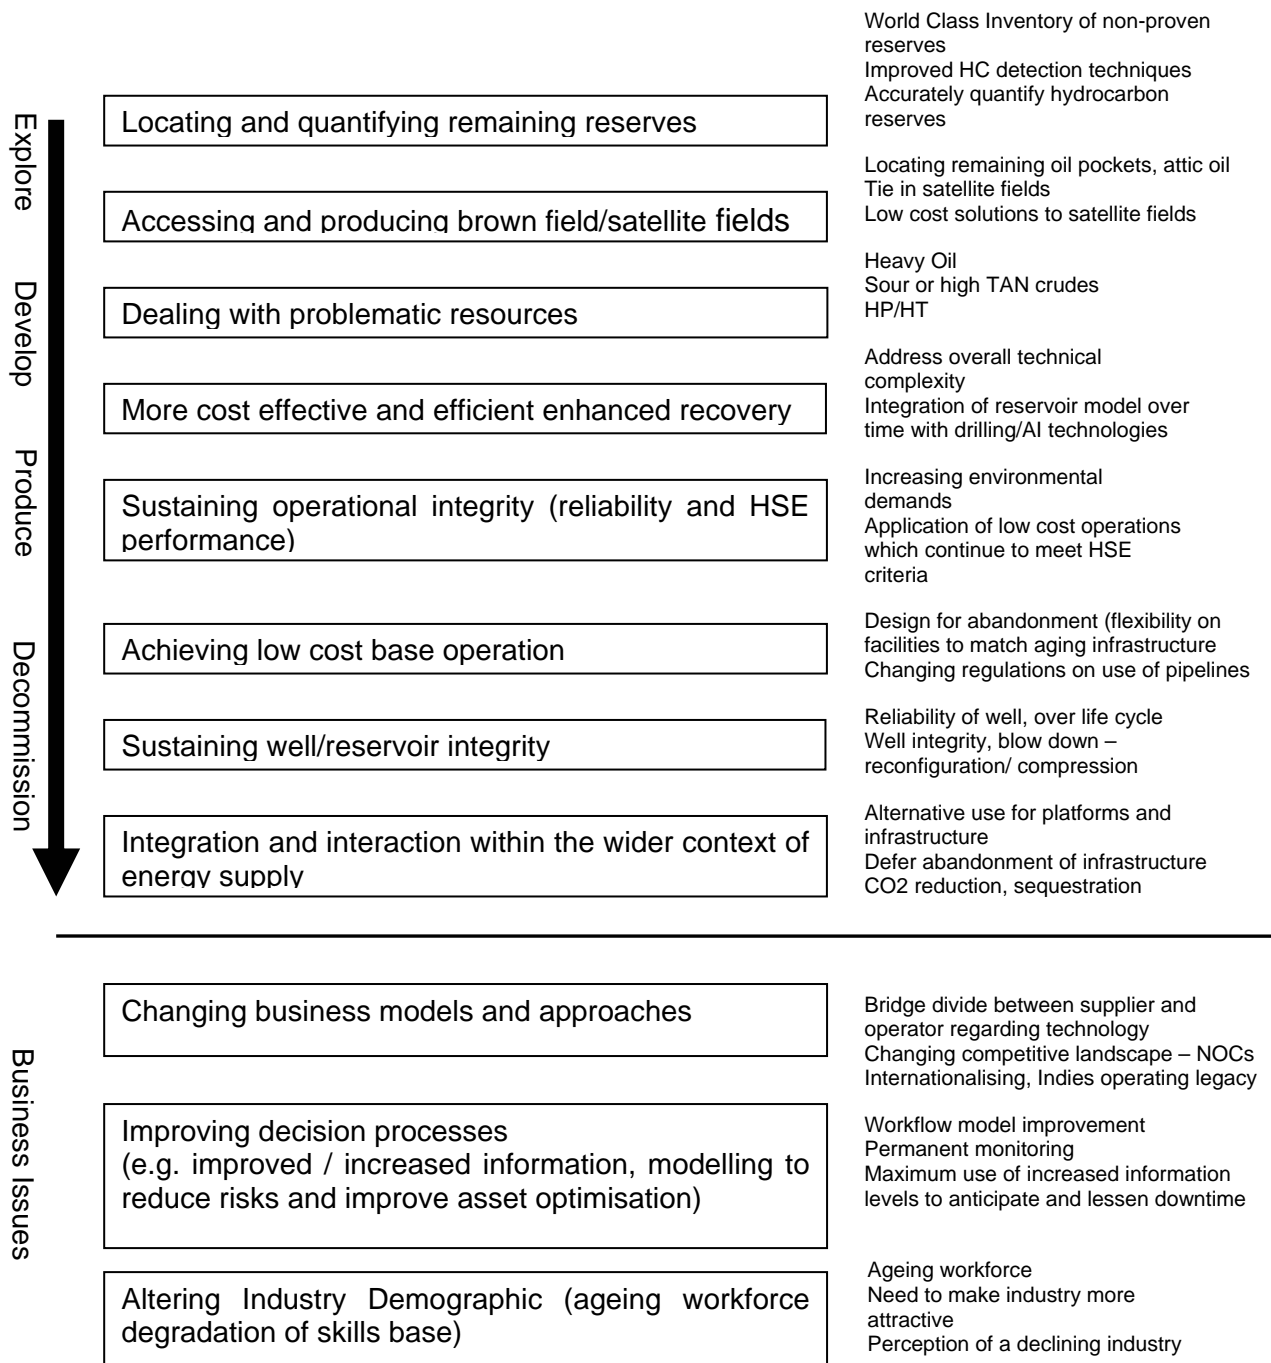 World Class Inventory of non-proven
reserves
Improved HC detection techniques
Accurately quantify hydrocarbon
reserves
Explore
Locating and quantifying remaining reserves
Locating remaining oil pockets, attic oil
Tie in satellite fields
Low cost solutions to satellite fields
Accessing and producing brown field/satellite fields
Heavy Oil
Sour or high TAN crudes
HP/HT
Develop
Dealing with problematic resources
Address overall technical
complexity
Integration of reservoir model over
time with drilling/AI technologies
More cost effective and efficient enhanced recovery
Produce
Increasing environmental
demands
Application of low cost operations
which continue to meet HSE
criteria
Sustaining operational integrity (reliability and HSE
performance)
Design for abandonment (flexibility on
facilities to match aging infrastructure
Changing regulations on use of pipelines
Achieving low cost base operation
Decommission
Reliability of well, over life cycle
Well integrity, blow down –
reconfiguration/ compression
Sustaining well/reservoir integrity
Alternative use for platforms and
infrastructure
Defer abandonment of infrastructure
CO2 reduction, sequestration
Integration and interaction within the wider context of
energy supply
Business Issues
Changing business models and approaches
Bridge divide between supplier and
operator regarding technology
Changing competitive landscape – NOCs
Internationalising, Indies operating legacy
Improving decision processes
(e.g. improved / increased information, modelling to
reduce risks and improve asset optimisation)
Workflow model improvement
Permanent monitoring
Maximum use of increased information
levels to anticipate and lessen downtime
Altering Industry Demographic (ageing workforce
degradation of skills base)
Ageing workforce
Need to make industry more
attractive
Perception of a declining industry